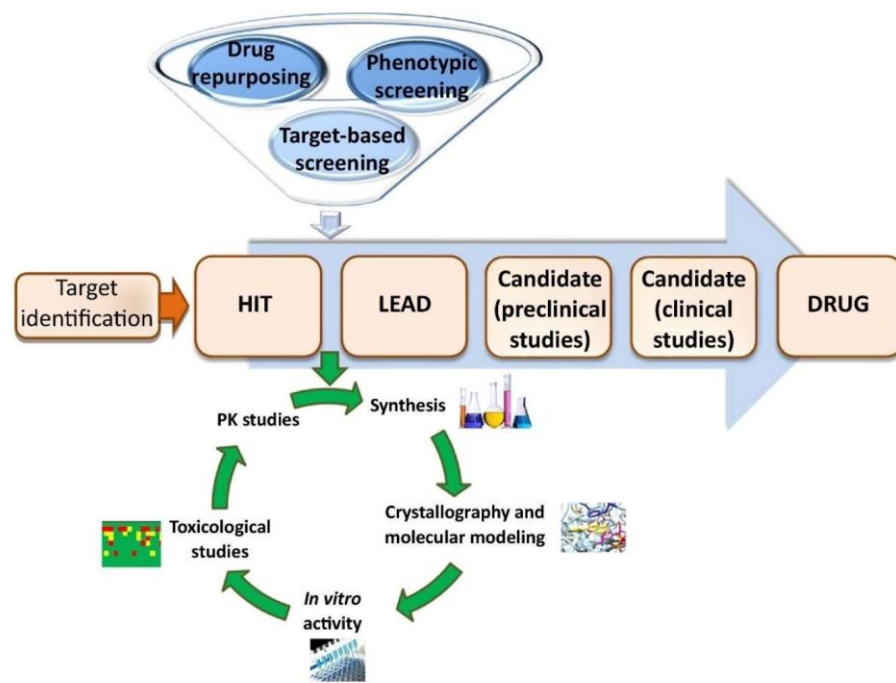 Drug
repurposing
Phenotypic
screening
Target-based
screening
Target
identification
HIT
LEAD
Candidate
(preclinical
studies)
Candidate
(clinical
studies)
DRUG
PK studies
Synthesis
Crystallography and
molecular modeling
Toxicological
studies
In vitro
activity